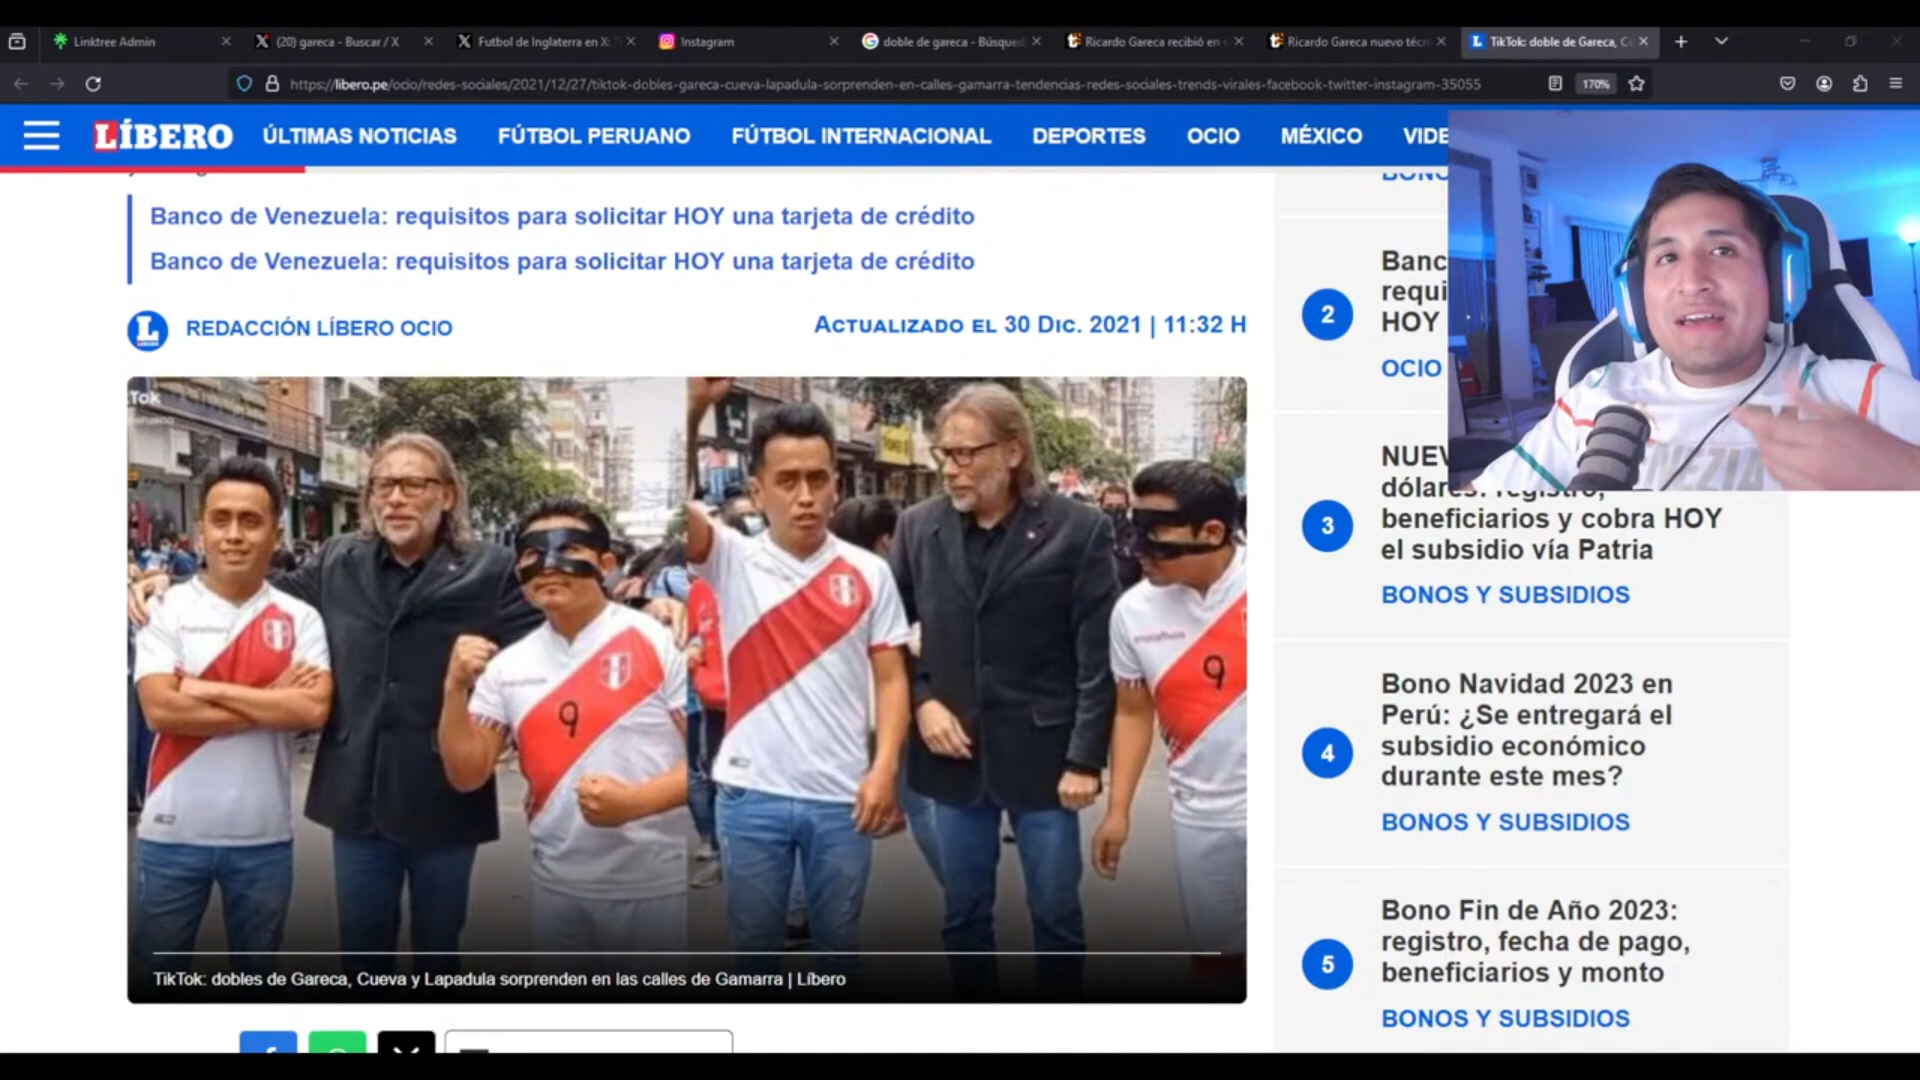 Linktree Admin
(20) gareca - Buscar / X
Futbol de Inglaterra en X:
Instagram
doble de gareca - Búsqued
Ricardo Gareca recibió en
Ricardo Gareca nuevo técn
TikTok: doble de Gareca, C
https://libero.pe/ocio/redes-sociales/2021/12/27/tiktok-dobles-gareca-cueva-lapadula-sorprenden-en-calles-gamarra-tendencias-redes-sociales-trends-virales-facebook-twitter-instagram-35055
170%
LÍBERO
ÚLTIMAS NOTICIAS
FÚTBOL PERUANO
FÚTBOL INTERNACIONAL
DEPORTES
OCIO
MÉXICO
VIDE
Banco de Venezuela: requisitos para solicitar HOY una tarjeta de crédito
Banco de Venezuela: requisitos para solicitar HOY una tarjeta de crédito
L
REDACCIÓN LÍBERO OCIO
ACTUALIZADO EL 30 DIC. 2021 | 11:32 H
Tok
9
9
TikTok: dobles de Gareca, Cueva y Lapadula sorprenden en las calles de Gamarra | Líbero
2
Banc
requi
HOY
OCIO
3
dólares: registro,
beneficiarios y cobra HOY
el subsidio vía Patria
BONOS Y SUBSIDIOS
4
Bono Navidad 2023 en
Perú: ¿Se entregará el
subsidio económico
durante este mes?
BONOS Y SUBSIDIOS
5
Bono Fin de Año 2023:
registro, fecha de pago,
beneficiarios y monto
BONOS Y SUBSIDIOS